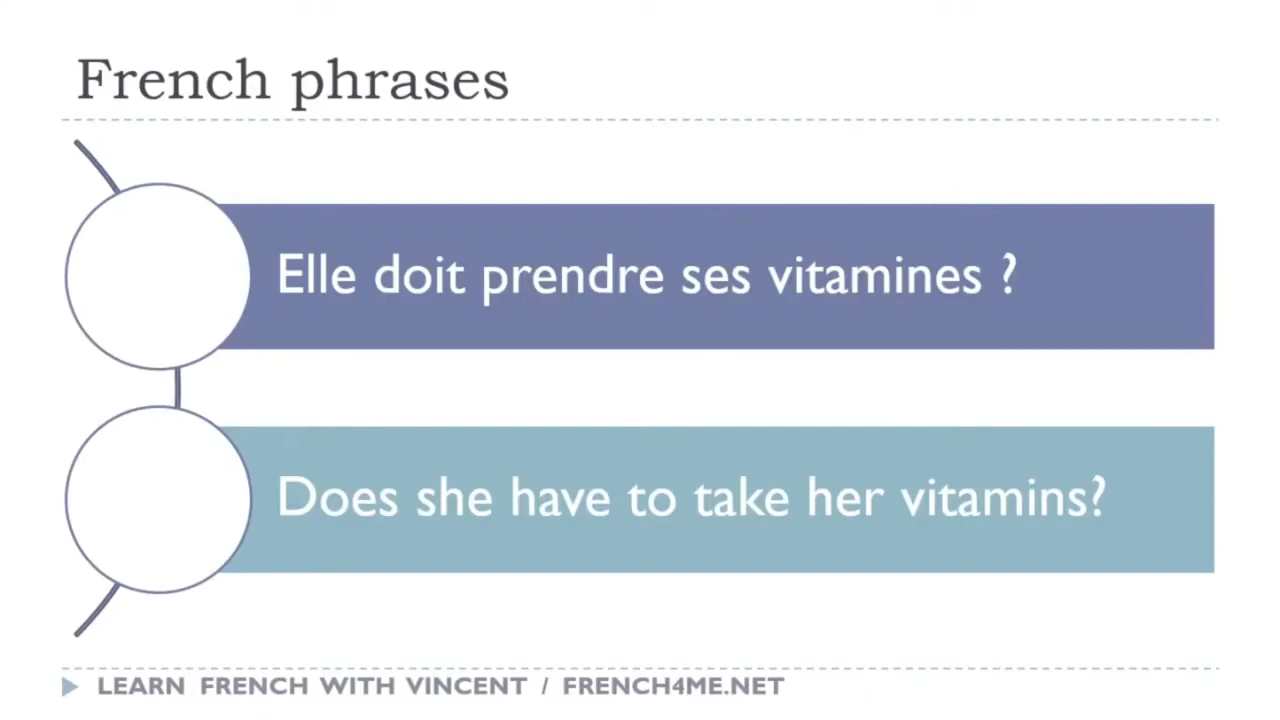 French phrases
Elle doit prendre ses vitamines ?
Does she have to take her vitamins?
LEARN FRENCH WITH VINCENT / FRENCH4ME.NET